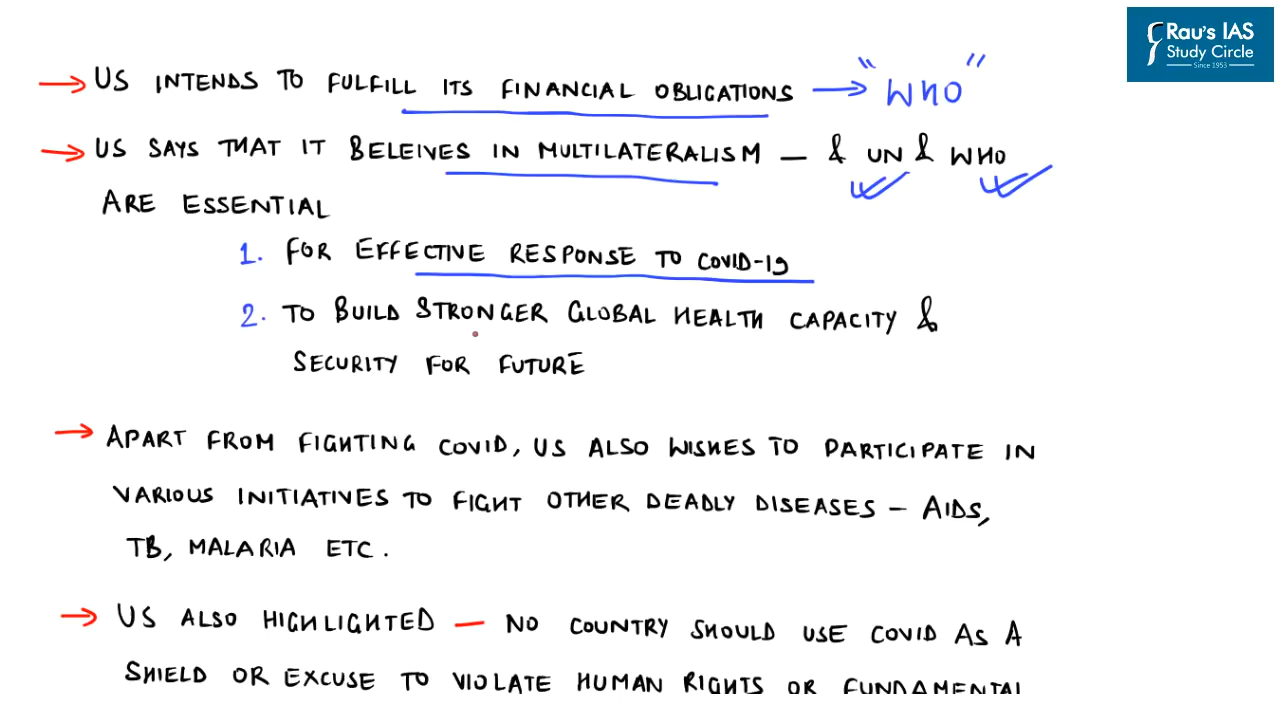 Rau's IAS
Study Circle
Since 1953
→ US INTENDS TO FULFILL ITS FINANCIAL OBLIGATIONS → "WHO"
→ US SAYS THAT IT BELEIVES IN MULTILATERALISM — & UN & WHO
ARE ESSENTIAL
1. FOR EFFECTIVE RESPONSE TO COVID-19
2. TO BUILD STRONGER GLOBAL HEALTH CAPACITY &
SECURITY FOR FUTURE
→ APART FROM FIGHTING COVID, US ALSO WISHES TO PARTICIPATE IN
VARIOUS INITIATIVES TO FIGHT OTHER DEADLY DISEASES – AIDS,
TB, MALARIA ETC.
→ US ALSO HIGHLIGHTED — NO COUNTRY SHOULD USE COVID AS A
SHIELD OR EXCUSE TO VIOLATE HUMAN RIGHTS OR FUNDAMENTAL